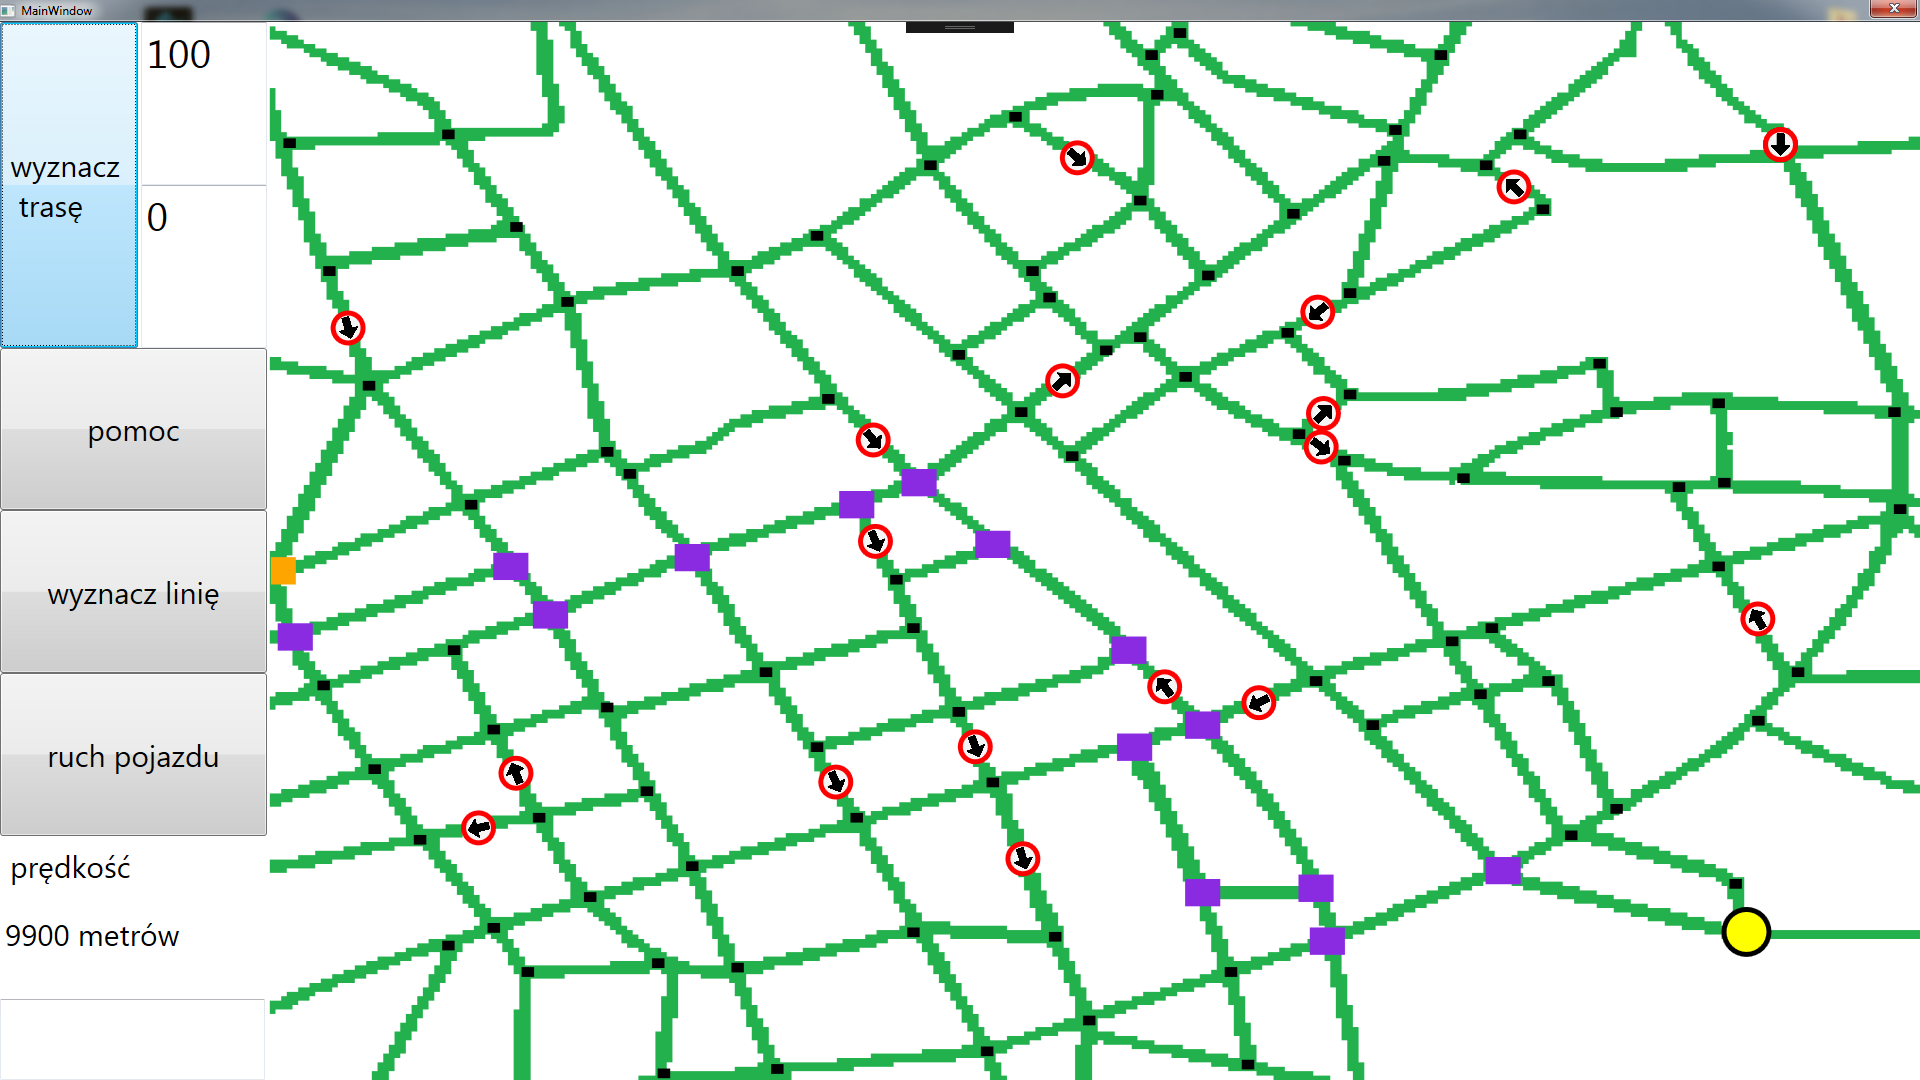 MainWindow
100
wyznacz
trasę
0
pomoc
wyznacz linię
ruch pojazdu
prędkość
9900 metrów